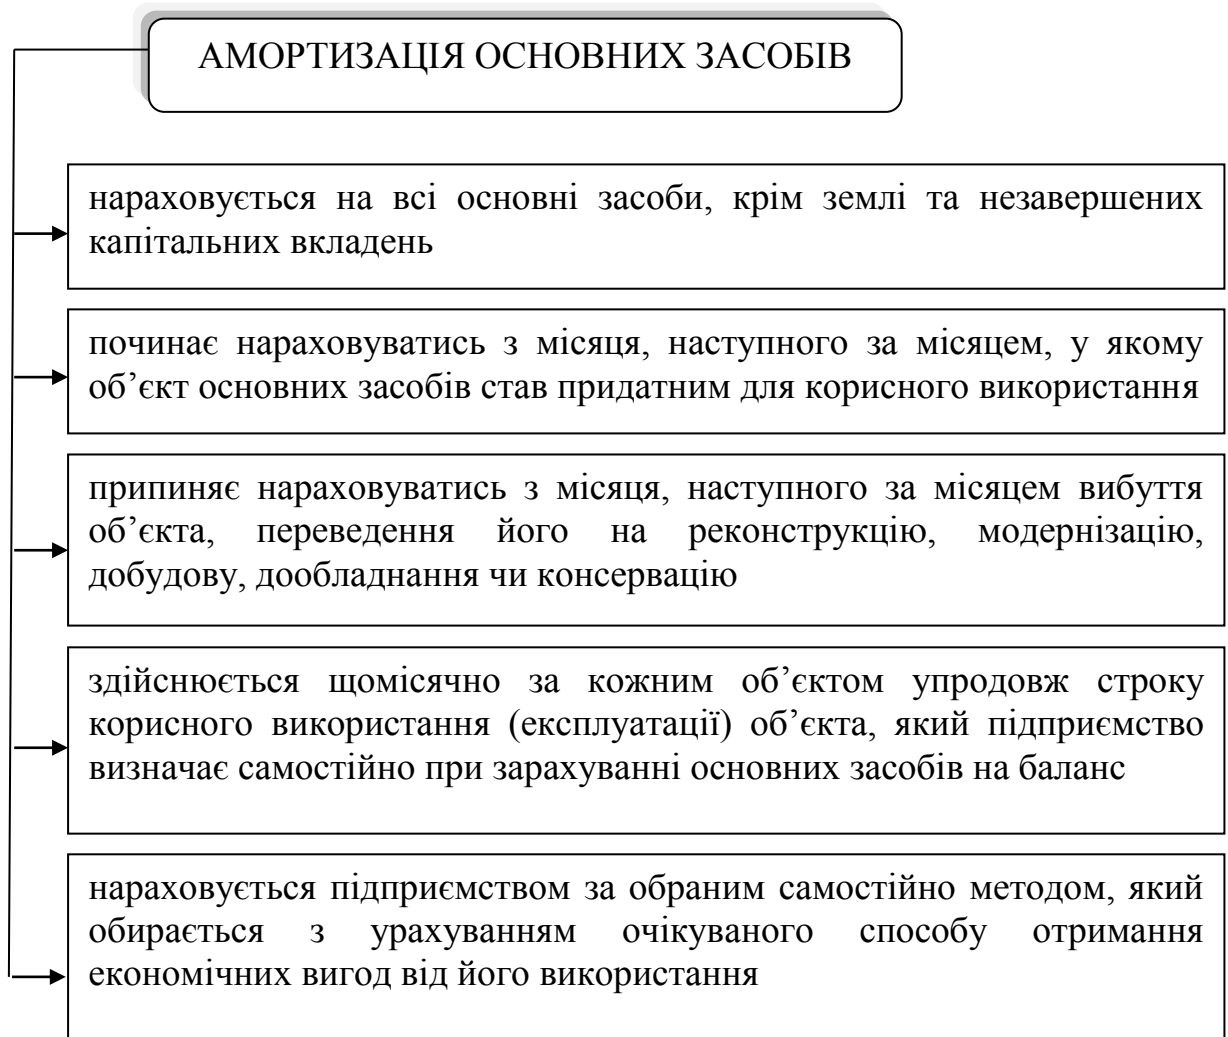 АМОРТИЗАЦІЯ ОСНОВНИХ ЗАСОБІВ
нараховується на всі основні засоби, крім землі та незавершених
капітальних вкладень
починає нараховуватись з місяця, наступного за місяцем, у якому
об’єкт основних засобів став придатним для корисного використання
припиняє нараховуватись з місяця, наступного за місяцем вибуття
об’єкта, переведення його на реконструкцію, модернізацію,
добудову, дообладнання чи консервацію
здійснюється щомісячно за кожним об’єктом упродовж строку
корисного використання (експлуатації) об’єкта, який підприємство
визначає самостійно при зарахуванні основних засобів на баланс
нараховується підприємством за обраним самостійно методом, який
обирається з урахуванням очікуваного способу отримання
економічних вигод від його використання